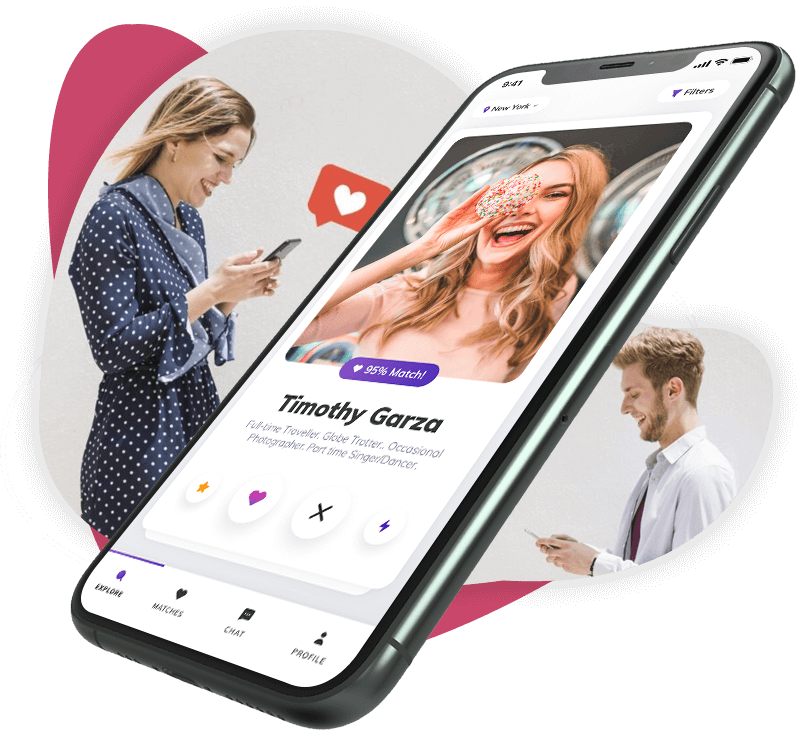 9:41
New York
Filters
95% Match!
Timothy Garza
Full-time Traveller. Globe Trotter.. Occasional
Photographer. Part time Singer/Dancer.
EXPLORE
MATCHES
CHAT
PROFILE